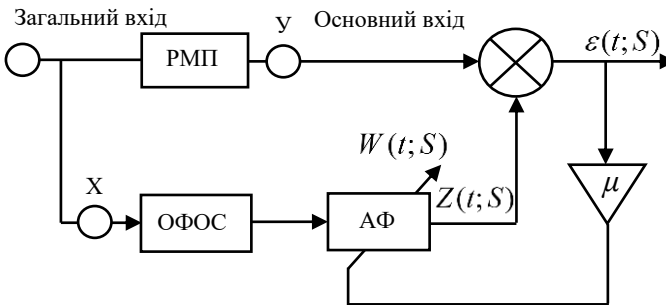 Загальний вхід
У
Основний вхід
ε(t;S)
РМП
W(t;S)
Х
Z(t;S)
μ
ОФОС
АФ